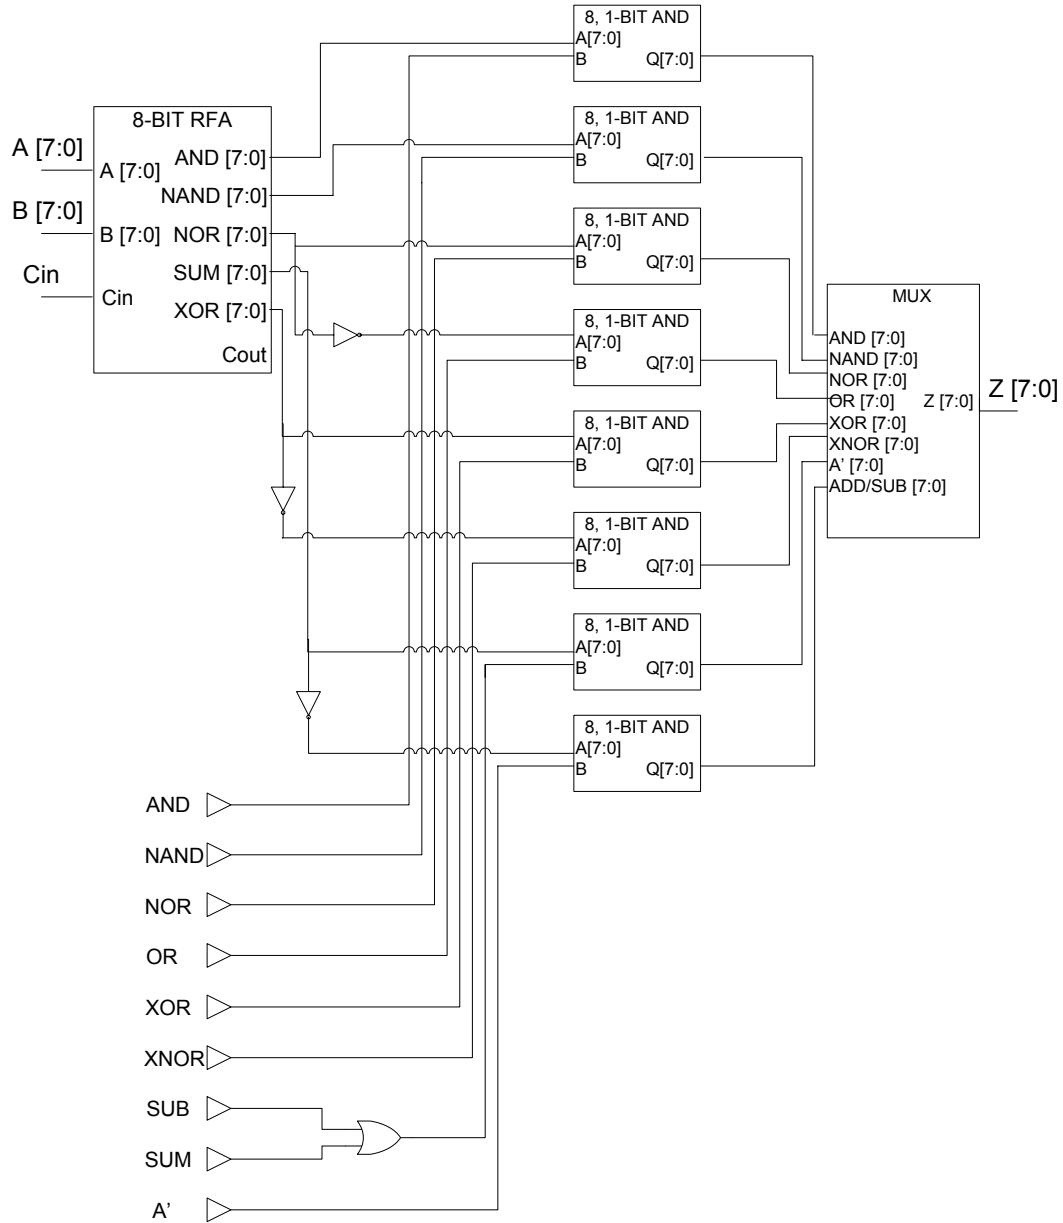 8, 1-BIT AND
A[7:0]
B Q[7:0]
8-BIT RFA
A [7:0]
A [7:0]
AND [7:0]
NAND [7:0]
B [7:0]
B [7:0]
NOR [7:0]
SUM [7:0]
Cin
Cin
XOR [7:0]
Cout
8, 1-BIT AND
A[7:0]
B Q[7:0]
8, 1-BIT AND
A[7:0]
B Q[7:0]
8, 1-BIT AND
A[7:0]
B Q[7:0]
8, 1-BIT AND
A[7:0]
B Q[7:0]
8, 1-BIT AND
A[7:0]
B Q[7:0]
8, 1-BIT AND
A[7:0]
B Q[7:0]
8, 1-BIT AND
A[7:0]
B Q[7:0]
MUX
AND [7:0]
NAND [7:0]
NOR [7:0]
OR [7:0] Z [7:0]
XOR [7:0]
XNOR [7:0]
A' [7:0]
ADD/SUB [7:0]
Z [7:0]
AND
NAND
NOR
OR
XOR
XNOR
SUB
SUM
A'